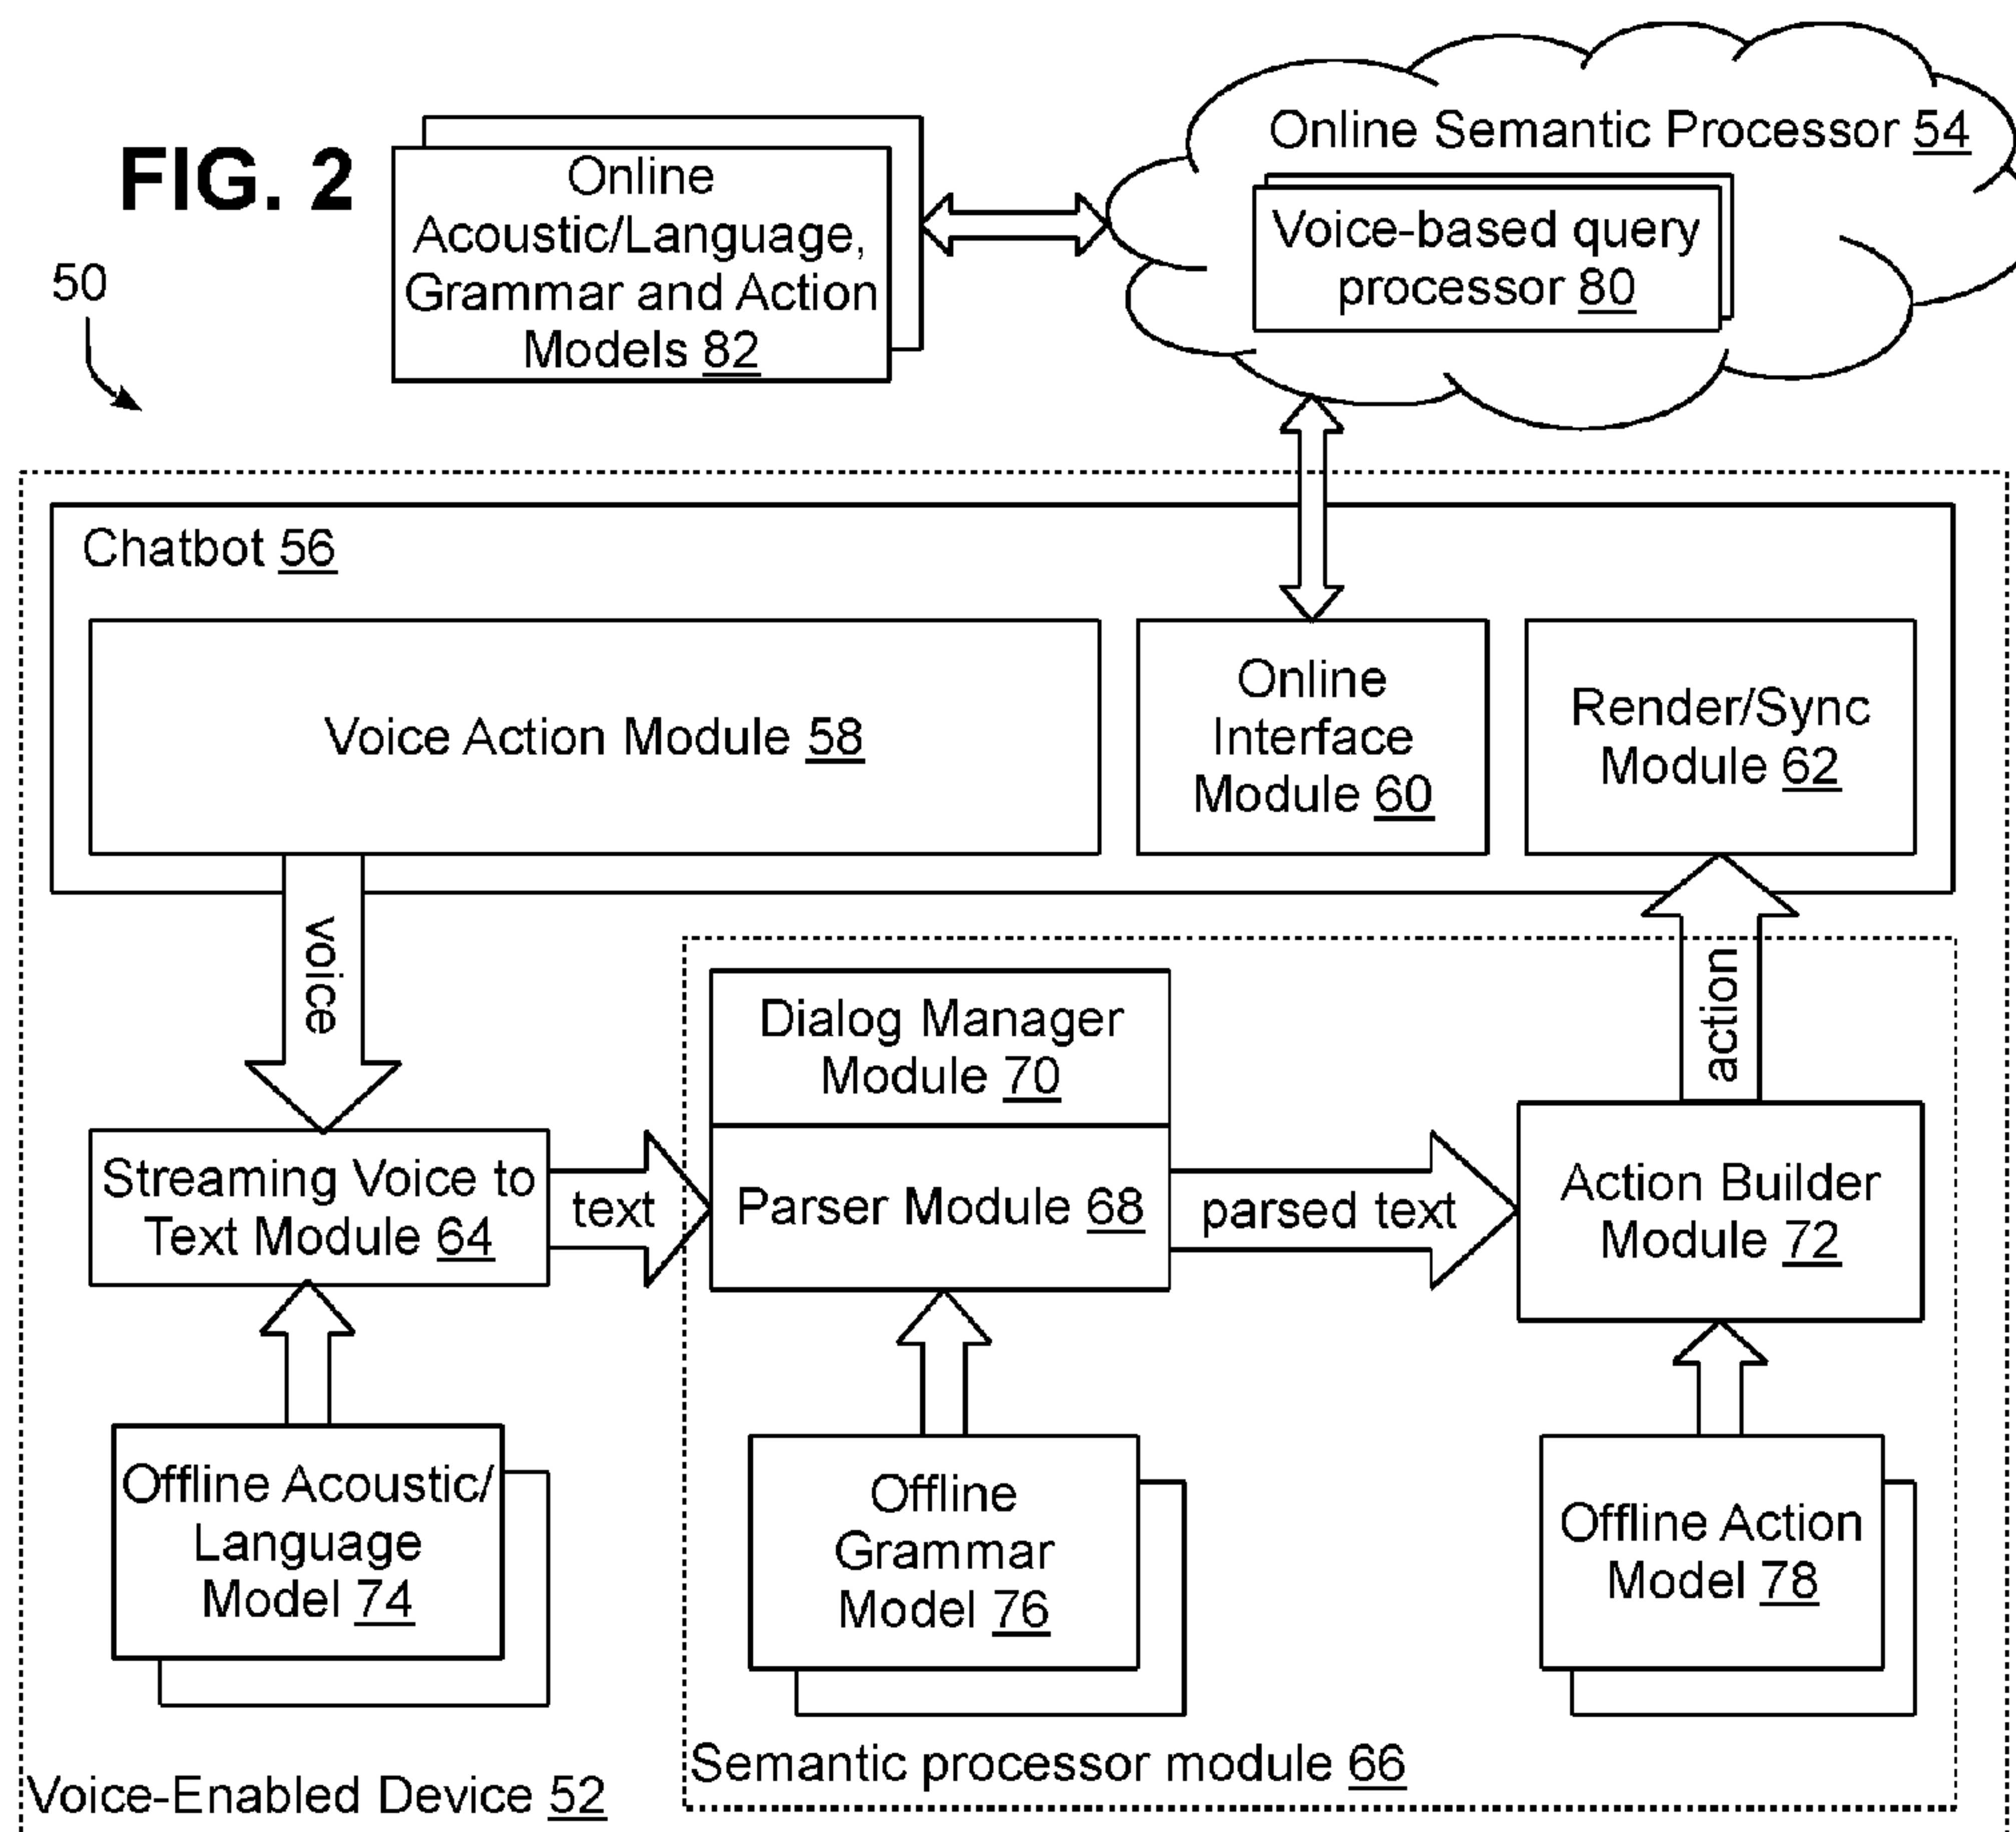 FIG. 2
50
Online
Acoustic/Language,
Grammar and Action
Models 82
Online Semantic Processor 54
Voice-based query
processor 80
Chatbot 56
Voice Action Module 58
Online
Interface
Module 60
Render/Sync
Module 62
voice
action
Dialog Manager
Module 70
Streaming Voice to
Text Module 64
text
Parser Module 68
parsed text
Action Builder
Module 72
Offline Acoustic/
Language
Model 74
Offline
Grammar
Model 76
Offline Action
Model 78
Semantic processor module 66
Voice-Enabled Device 52